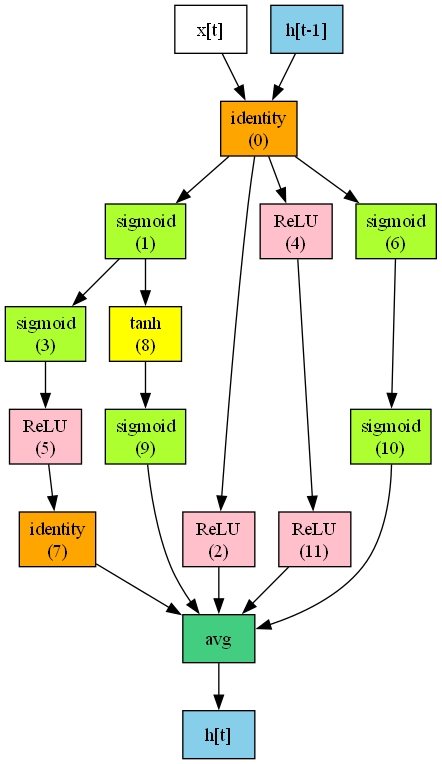 x[t]
h[t-1]
identity
(0)
sigmoid
(1)
ReLU
(4)
sigmoid
(6)
sigmoid
(3)
tanh
(8)
ReLU
(5)
sigmoid
(9)
sigmoid
(10)
identity
(7)
ReLU
(2)
ReLU
(11)
avg
h[t]